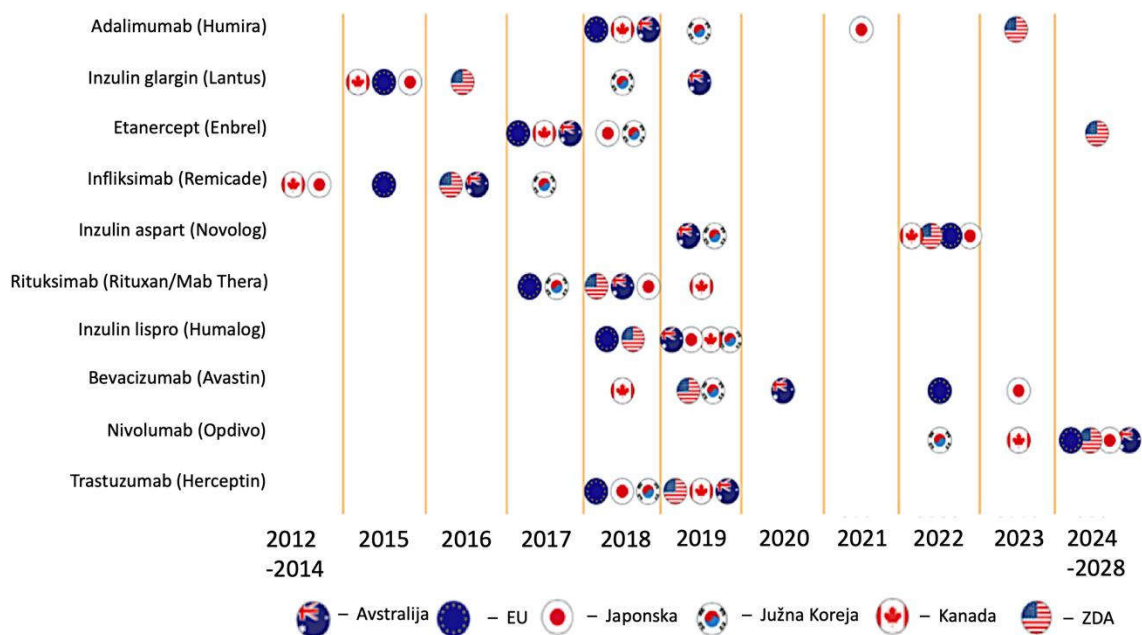 Adalimumab (Humira)
Inzulin glargin (Lantus)
Etanercept (Enbrel)
Infliksimab (Remicade)
Inzulin aspart (Novolog)
Rituksimab (Rituxan/Mab Thera)
Inzulin lispro (Humalog)
Bevacizumab (Avastin)
Nivolumab (Opdivo)
Trastuzumab (Herceptin)
2012 2015 2016 2017 2018 2019 2020 2021 2022 2023 2024
-2014 -2028
– Avstralija – EU – Japonska – Južna Koreja – Kanada – ZDA